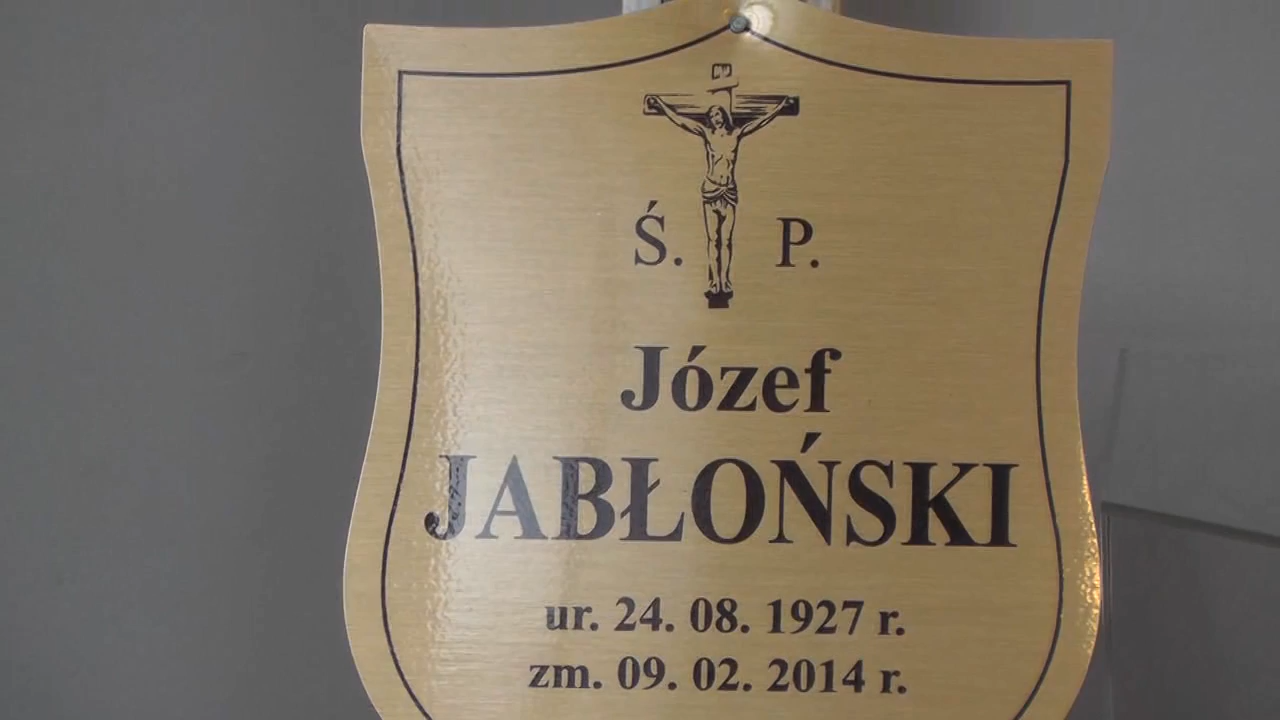 Ś. P.
Józef
JABŁOŃSKI
ur. 24. 08. 1927 r.
zm. 09. 02. 2014 r.